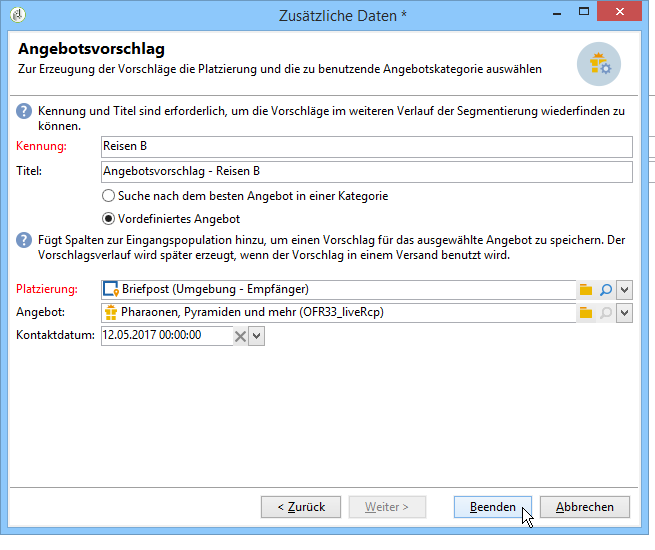 Zusätzliche Daten *
Angebotsvorschlag
Zur Erzeugung der Vorschläge die Platzierung und die zu benutzende Angebotskategorie auswählen
Kennung und Titel sind erforderlich, um die Vorschläge im weiteren Verlauf der Segmentierung wiederfinden zu
können.
Kennung: Reisen B
Titel: Angebotsvorschlag - Reisen B
Suche nach dem besten Angebot in einer Kategorie
Vordefiniertes Angebot
Fügt Spalten zur Eingangspopulation hinzu, um einen Vorschlag für das ausgewählte Angebot zu speichern. Der
Vorschlagsverlauf wird später erzeugt, wenn der Vorschlag in einem Versand benutzt wird.
Platzierung: Briefpost (Umgebung - Empfänger)
Angebot: Pharaonen, Pyramiden und mehr (OFR33_liveRcp)
Kontaktdatum: 12.05.2017 00:00:00
< Zurück Weiter > Beenden Abbrechen